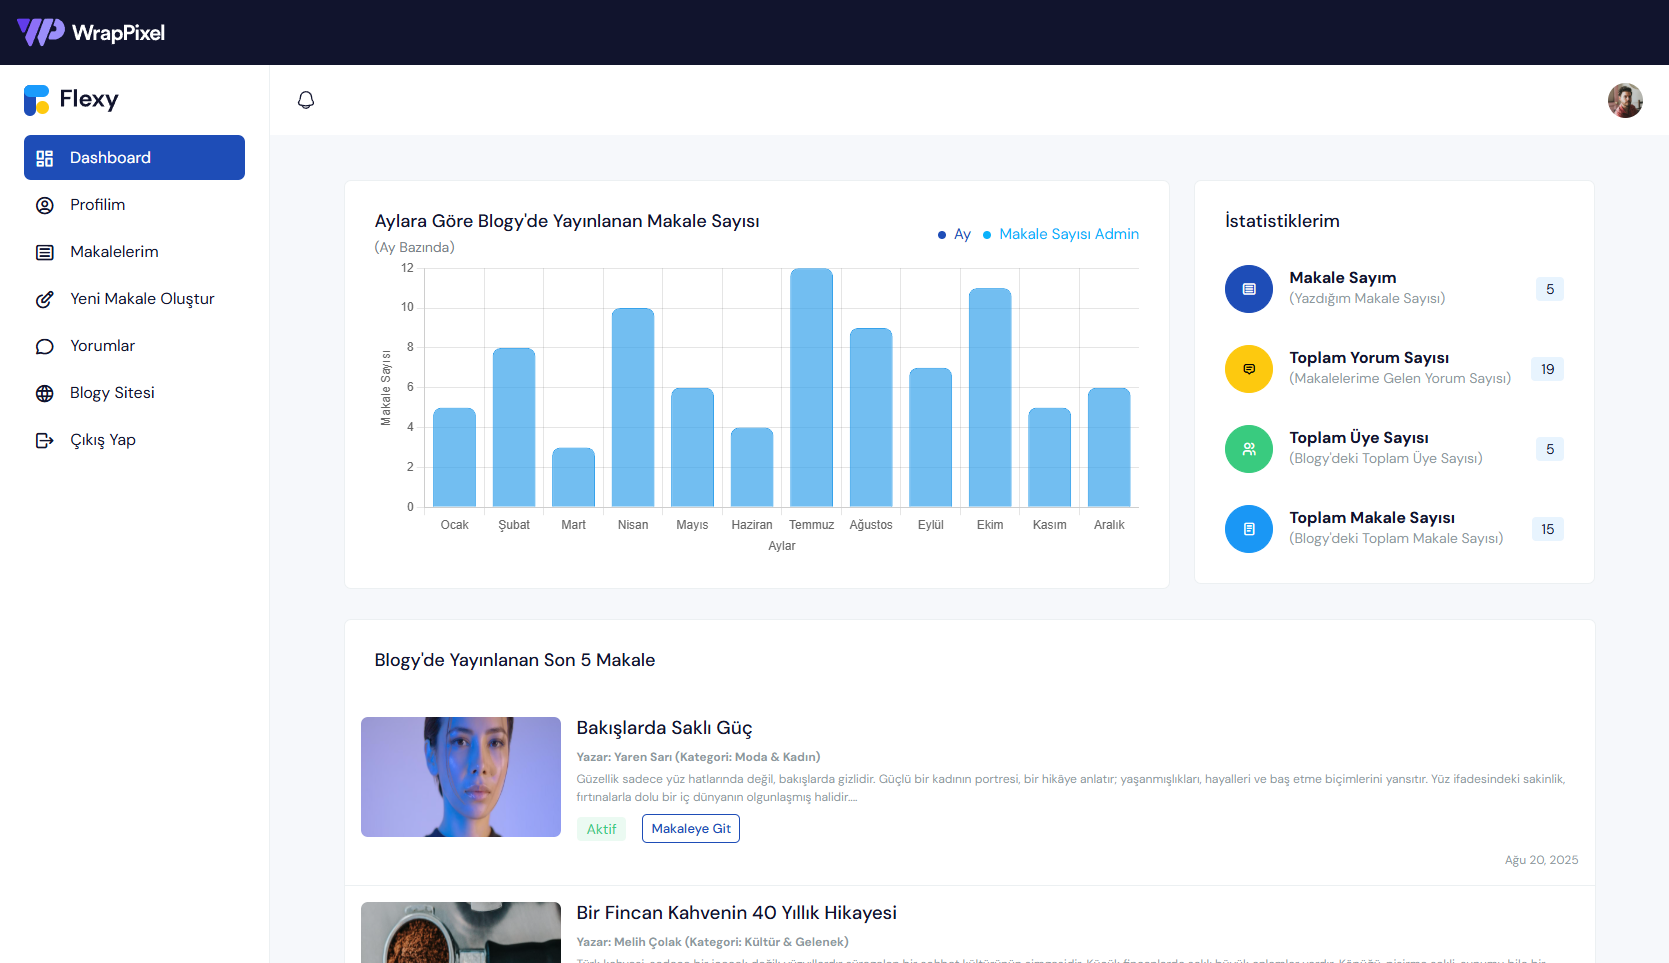 WrapPixel
Flexy
Dashboard
Profilim
Makalelerim
Yeni Makale Oluştur
Yorumlar
Blogy Sitesi
Çıkış Yap
Aylara Göre Blogy'de Yayınlanan Makale Sayısı
(Ay Bazında)
Ay
Makale Sayısı Admin
12
10
8
6
4
2
0
Makale Sayısı
Ocak Şubat Mart Nisan Mayıs Haziran Temmuz Ağustos Eylül Ekim Kasım Aralık
Aylar
İstatistiklerim
Makale Sayım
(Yazdığım Makale Sayısı)
5
Toplam Yorum Sayısı
(Makalelerime Gelen Yorum Sayısı)
19
Toplam Üye Sayısı
(Blogy'deki Toplam Üye Sayısı)
5
Toplam Makale Sayısı
(Blogy'deki Toplam Makale Sayısı)
15
Blogy'de Yayınlanan Son 5 Makale
Bakışlarda Saklı Güç
Yazar: Yaren Sarı (Kategori: Moda & Kadın)
Güzellik sadece yüz hatlarında değil, bakışlarda gizlidir. Güçlü bir kadının portresi, bir hikâye anlatır; yaşanmışlıkları, hayalleri ve baş etme biçimlerini yansıtır. Yüz ifadesindeki sakinlik,
fırtınalarla dolu bir iç dünyanın olgunlaşmış halidir....
Aktif
Makaleye Git
Ağu 20, 2025
Bir Fincan Kahvenin 40 Yıllık Hikayesi
Yazar: Melih Çolak (Kategori: Kültür & Gelenek)